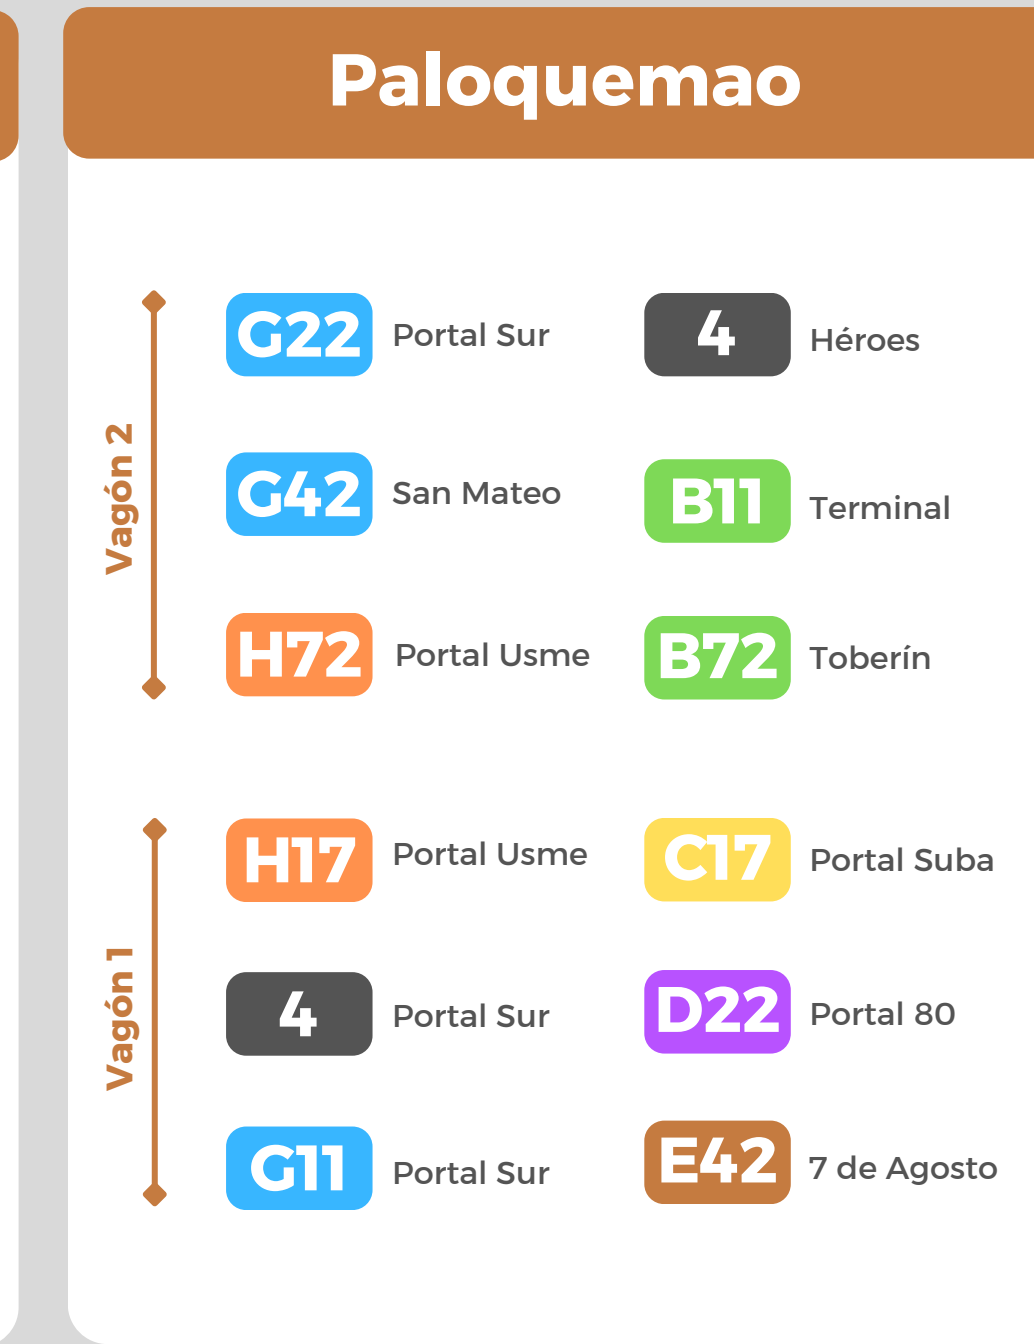 Paloquemao
Vagón 2
G22 Portal Sur
4 Héroes
G42 San Mateo
B11 Terminal
H72 Portal Usme
B72 Toberín
Vagón 1
H17 Portal Usme
C17 Portal Suba
4 Portal Sur
D22 Portal 80
G11 Portal Sur
E42 7 de Agosto